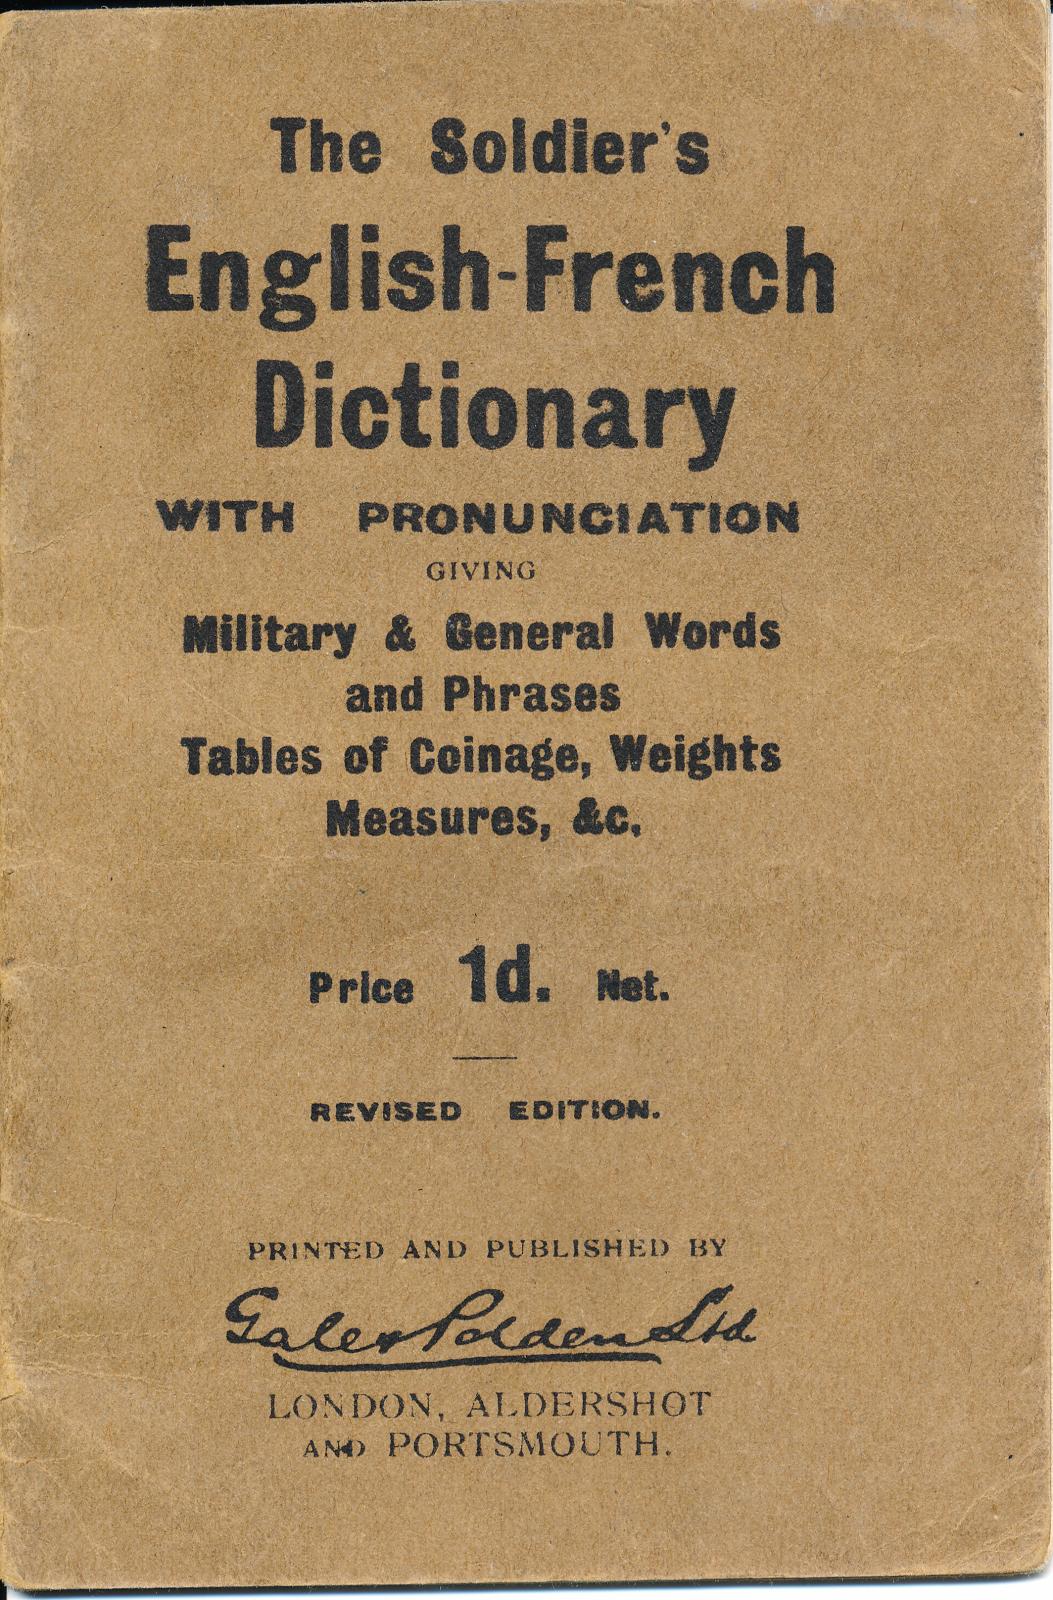 The Soldier's
English-French
Dictionary
WITH PRONUNCIATION
GIVING
Military & General Words
and Phrases
Tables of Coinage, Weights
Measures, &c.
Price 1d. Net.
REVISED EDITION.
PRINTED AND PUBLISHED BY
Gale & Polden Ltd.
LONDON, ALDERSHOT
AND PORTSMOUTH.